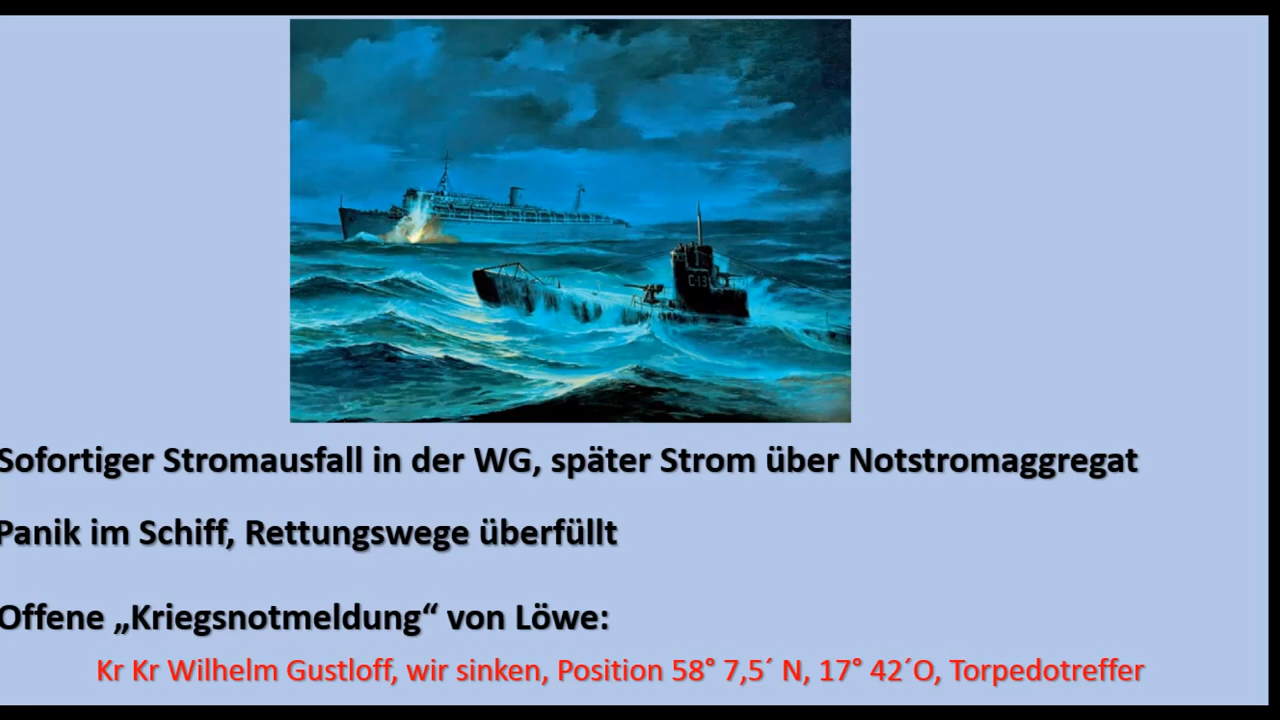 C-13
Sofortiger Stromausfall in der WG, später Strom über Notstromaggregat
Panik im Schiff, Rettungswege überfüllt
Offene „Kriegsnotmeldung“ von Löwe:
Kr Kr Wilhelm Gustloff, wir sinken, Position 58° 7,5´ N, 17° 42´O, Torpedotreffer